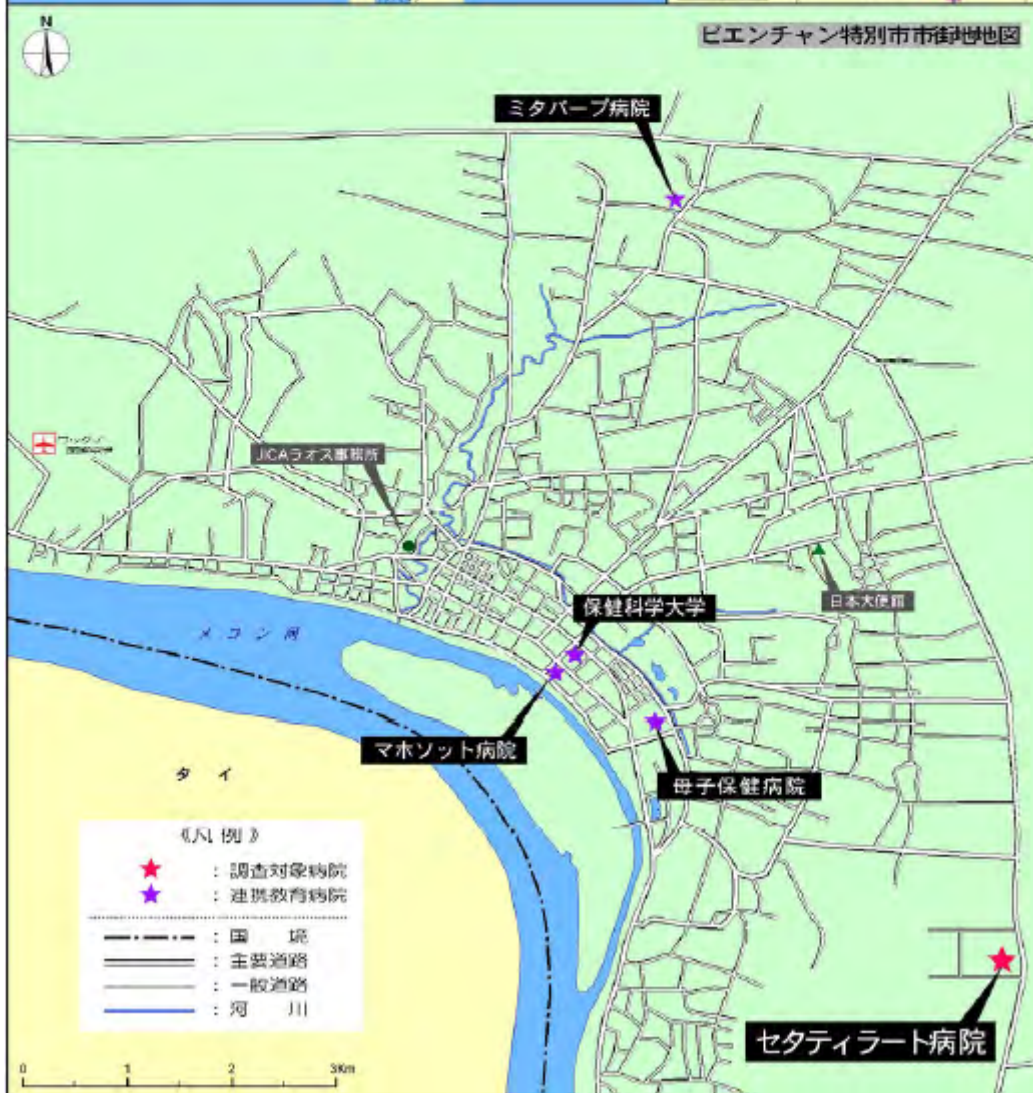 N
ビエンチャン特別市市街地地図
ミタパープ病院
JICAラオス事務所
日本大使館
保健科学大学
メコン河
マホソット病院
母子保健病院
タイ
《凡例》
: 調査対象病院
: 連携教育病院
: 国境
: 主要道路
: 一般道路
: 河川
セタティラート病院
0 1 2 3Km